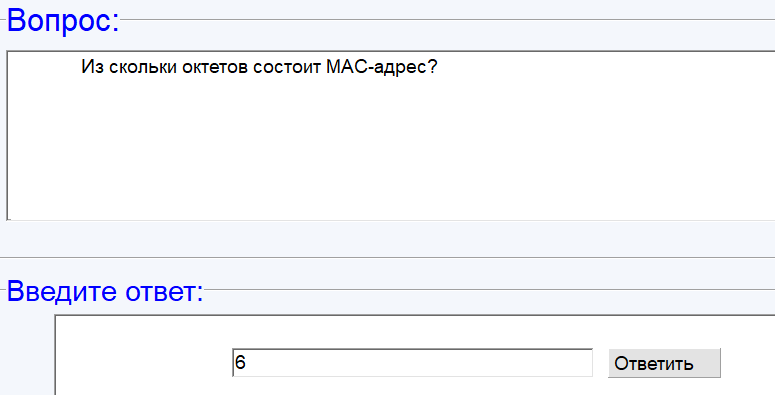 Вопрос:
Из скольки октетов состоит MAC-адрес?
Введите ответ:
6
Ответить